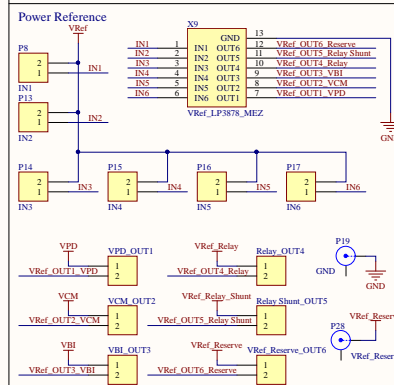 Power Reference
VRef
X9
P8
2
1
IN1
IN1
P13
2
1
IN2
IN2
IN1 1 IN1 GND 13
IN2 2 IN2 OUT6 12 VRef_OUT6_Reserve
IN3 3 IN3 OUT5 11 VRef_OUT5_Relay Shunt
IN4 4 IN4 OUT4 10 VRef_OUT4_Relay
IN5 5 IN5 OUT3 9 VRef_OUT3_VBI
IN6 6 IN6 OUT2 8 VRef_OUT2_VCM
OUT1 7 VRef_OUT1_VPD
VRef_LP3878_MEZ
GND
P14 P15 P16 P17
2 2 2 2
1 1 1 1
IN3 IN4 IN5 IN6
IN3 IN4 IN5 IN6
VPD VPD_OUT1
1
2
VRef_OUT1_VPD
VRef_Relay Relay_OUT4
1
2
VRef_OUT4_Relay
P19
GND
GND
VCM VCM_OUT2
1
2
VRef_OUT2_VCM
VRef_Relay_Shunt Relay Shunt_OUT5
1
2
VRef_OUT5_Relay Shunt
P28
VRef_Reserve
VRef_Reser
VBI VBI_OUT3
1
2
VRef_OUT3_VBI
VRef_Reserve VRef_Reserve_OUT6
1
2
VRef_OUT6_Reserve